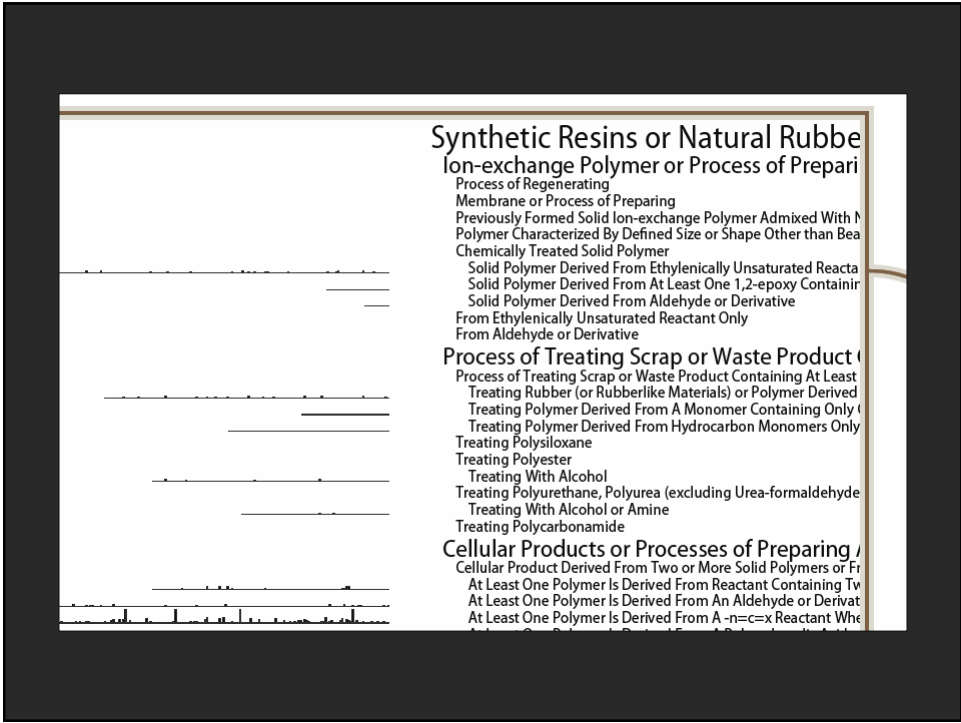 Synthetic Resins or Natural Rubbe
Ion-exchange Polymer or Process of Prepari
Process of Regenerating
Membrane or Process of Preparing
Previously Formed Solid Ion-exchange Polymer Admixed With N
Polymer Characterized By Defined Size or Shape Other than Bea
Chemically Treated Solid Polymer
Solid Polymer Derived From Ethylenically Unsaturated Reacta
Solid Polymer Derived From At Least One 1,2-epoxy Containin
Solid Polymer Derived From Aldehyde or Derivative
From Ethylenically Unsaturated Reactant Only
From Aldehyde or Derivative
Process of Treating Scrap or Waste Product
Process of Treating Scrap or Waste Product Containing At Least
Treating Rubber (or Rubberlike Materials) or Polymer Derived
Treating Polymer Derived From A Monomer Containing Only
Treating Polymer Derived From Hydrocarbon Monomers Only
Treating Polysiloxane
Treating Polyester
Treating With Alcohol
Treating Polyurethane, Polyurea (excluding Urea-formaldehyde
Treating With Alcohol or Amine
Treating Polycarbonamide
Cellular Products or Processes of Preparing
Cellular Product Derived From Two or More Solid Polymers or Fr
At Least One Polymer Is Derived From Reactant Containing Tw
At Least One Polymer Is Derived From An Aldehyde or Derivat
At Least One Polymer Is Derived From A -n=c=x Reactant Whe